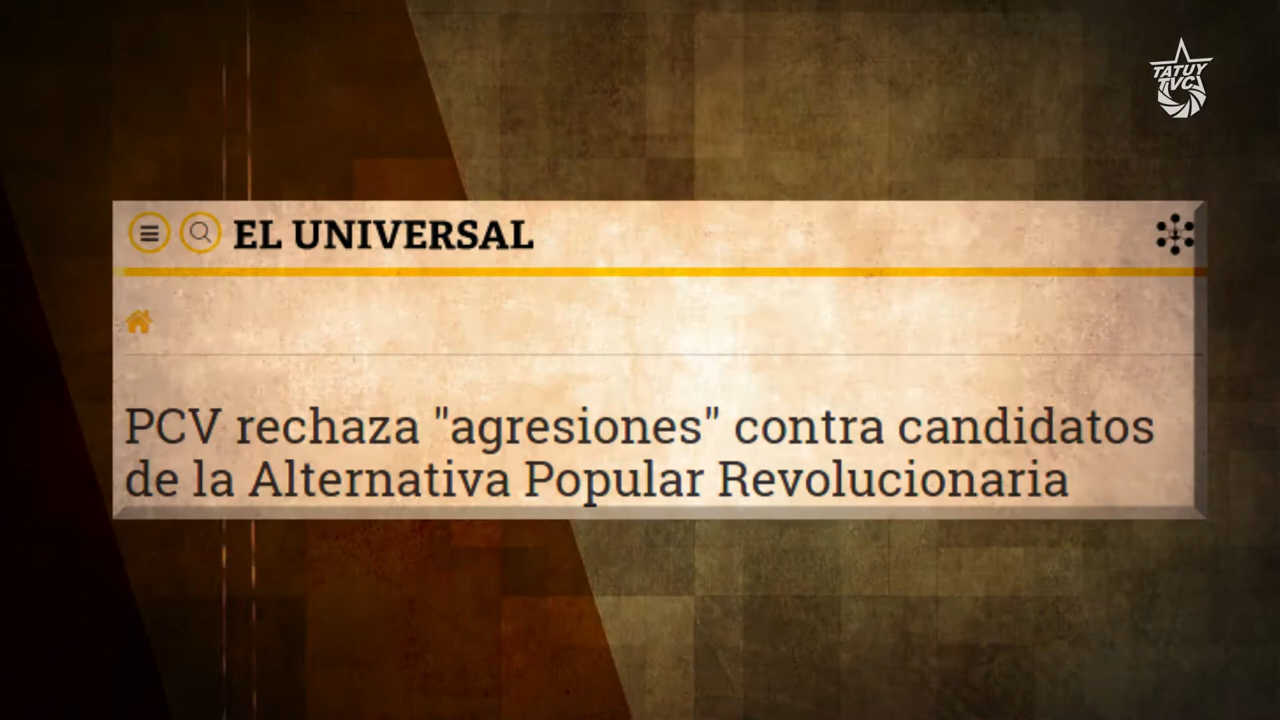 TATUY
TVC
EL UNIVERSAL
PCV rechaza "agresiones" contra candidatos
de la Alternativa Popular Revolucionaria